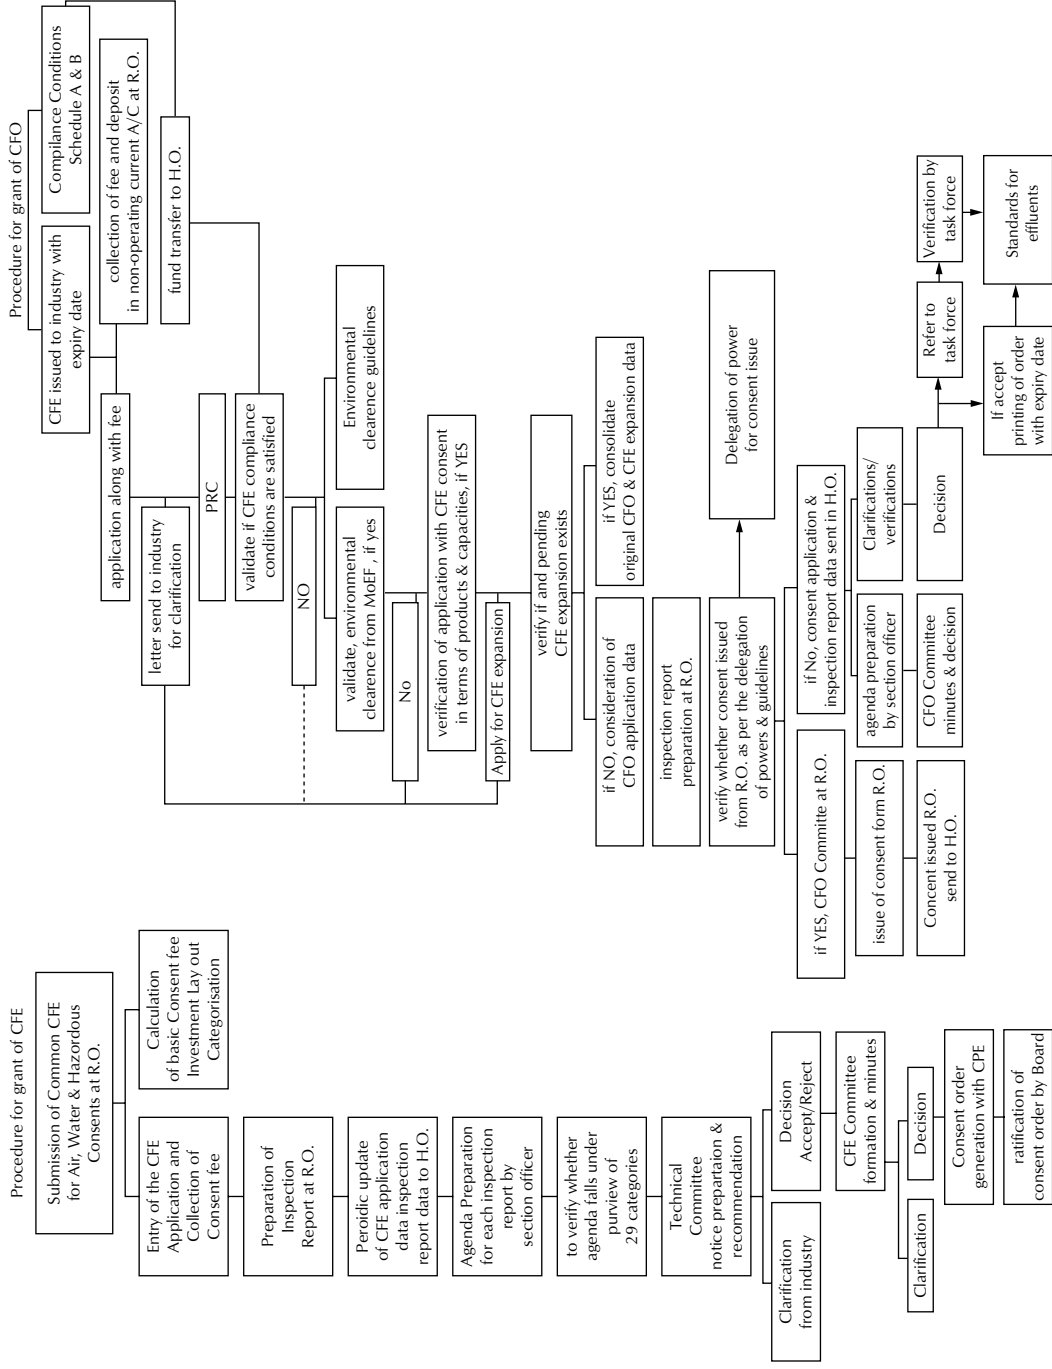 Procedure for grant of CFE
Submission of Common CFE
for Air, Water & Hazordous
Consents at R.O.
Entry of the CFE
Application and
Collection of
Consent fee
Calculation
of basic Consent fee
Investment Lay out
Categorisation
Preparation of
Inspection
Report at R.O.
Peroidic update
of CFE application
data inspection
report data to H.O.
Agenda Preparation
for each inspection
report by
section officer
to verify whether
agenda falls under
purview of
29 categories
Technical
Committee
notice prepartaion &
recommendation
Clarification
from industry
Decision
Accept/Reject
CFE Committee
formation & minutes
Clarification
Decision
Consent order
generation with CPE
ratification of
consent order by Board
Procedure for grant of CFO
CFE issued to industry with
expiry date
Compilance Conditions
Schedule A & B
application along with fee
collection of fee and deposit
in non-operating current A/C at R.O.
letter send to industry
for clarification
fund transfer to H.O.
PRC
validate if CFE compliance
conditions are satisfied
NO
validate, environmental
clearence from MoEF , if yes
Environmental
clearence guidelines
No
verification of application with CFE consent
in terms of products & capacities, if YES
Apply for CFE expansion
verify if and pending
CFE expansion exists
if NO, consideration of
CFO application data
if YES, consolidate
original CFO & CFE expansion data
inspection report
preparation at R.O.
verify whether consent issued
from R.O. as per the delegation
of powers & guidelines
Delegation of power
for consent issue
if YES, CFO Committe at R.O.
if No, consent application &
inspection report data sent in H.O.
issue of consent form R.O.
agenda preparation
by section officer
Clarifications/
verifications
Concent issued R.O.
send to H.O.
CFO Committee
minutes & decision
Decision
Refer to
task force
Verification by
task force
If accept
printing of order
with expiry date
Standards for
effluents